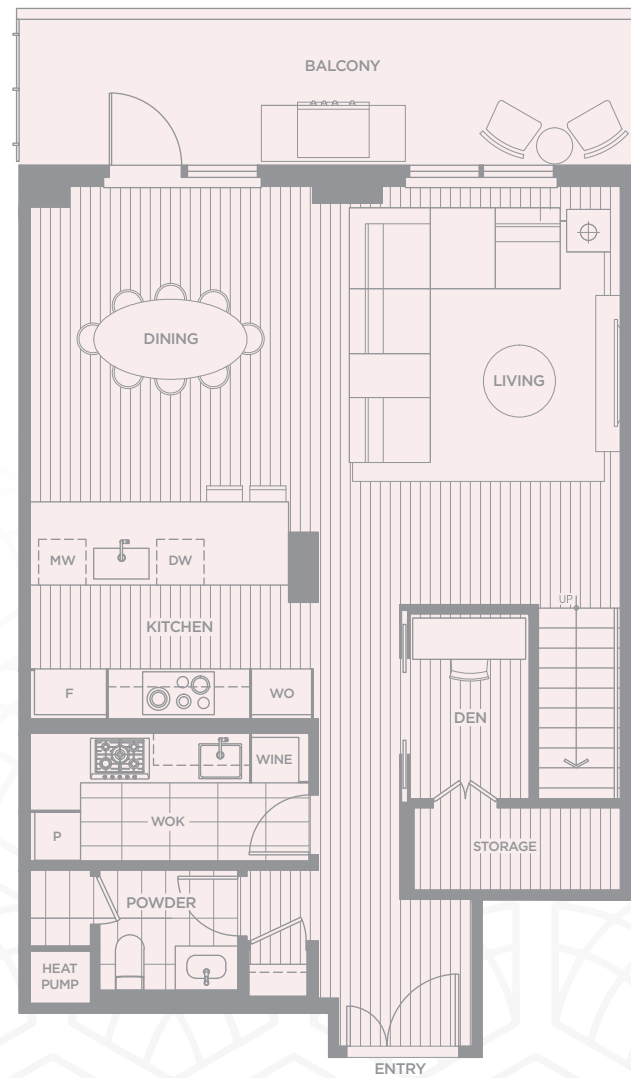 BALCONY
DINING
LIVING
MW
DW
UP
KITCHEN
F
WO
DEN
WINE
WOK
P
STORAGE
POWDER
HEAT
PUMP
ENTRY